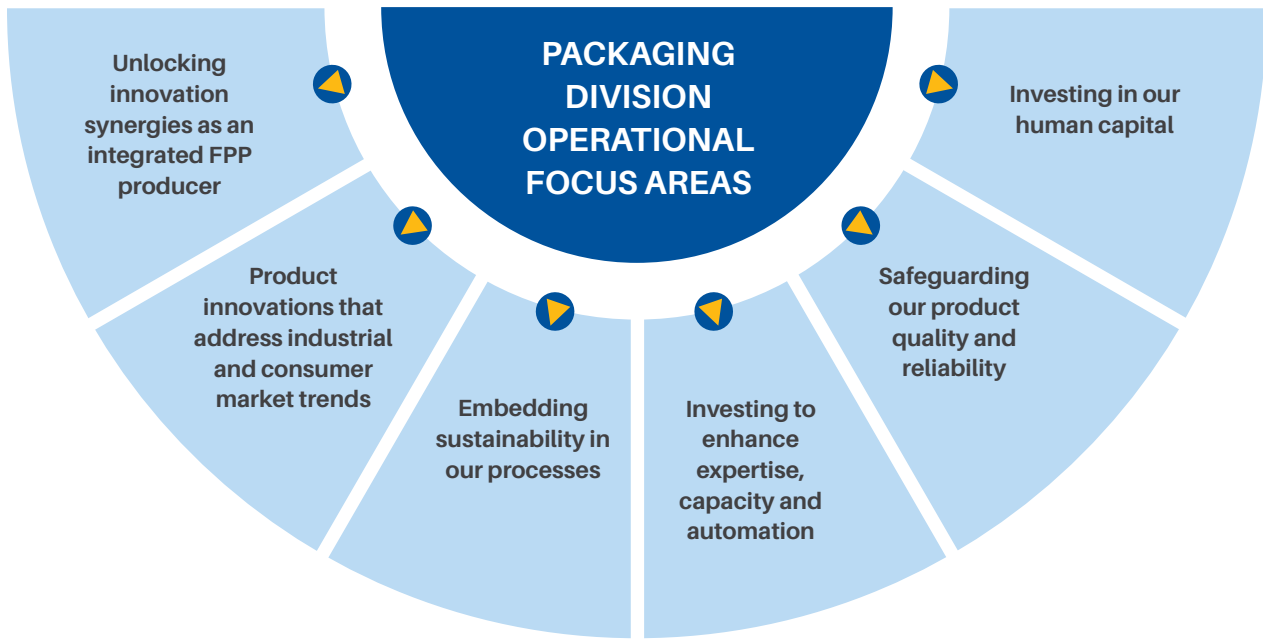 PACKAGING
DIVISION
OPERATIONAL
FOCUS AREAS
Unlocking
innovation
synergies as an
integrated FPP
producer
Product
innovations that
address industrial
and consumer
market trends
Embedding
sustainability in
our processes
Investing to
enhance
expertise,
capacity and
automation
Safeguarding
our product
quality and
reliability
Investing in our
human capital